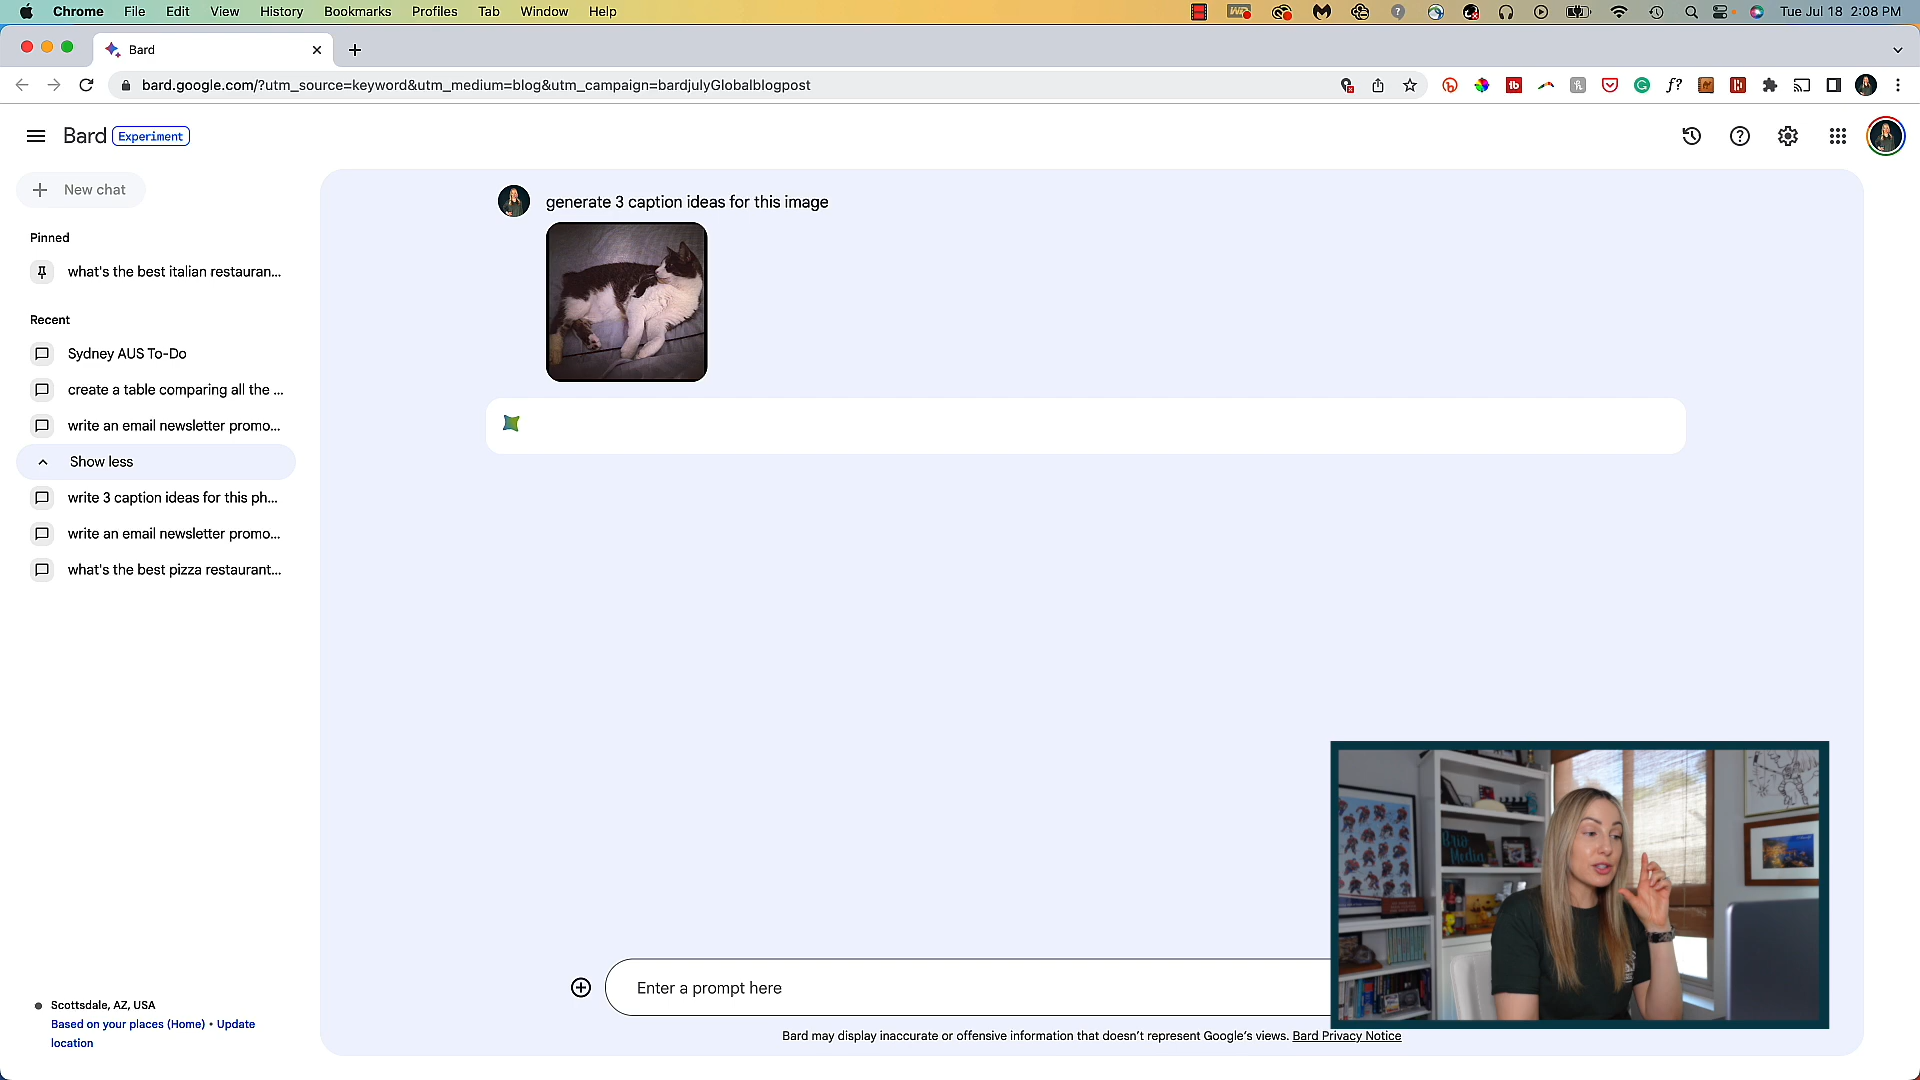 Chrome File Edit View History Bookmarks Profiles Tab Window Help
Tue Jul 18 2:08 PM
Bard
bard.google.com/?utm_source=keyword&utm_medium=blog&utm_campaign=bardjulyGlobalblogpost
Bard Experiment
New chat
Pinned
what's the best italian restauran...
Recent
Sydney AUS To-Do
create a table comparing all the ...
write an email newsletter promo...
Show less
write 3 caption ideas for this ph...
write an email newsletter promo...
what's the best pizza restaurant...
Scottsdale, AZ, USA
Based on your places (Home) • Update
location
generate 3 caption ideas for this image
Enter a prompt here
Bard may display inaccurate or offensive information that doesn't represent Google's views. Bard Privacy Notice
Brio
Media